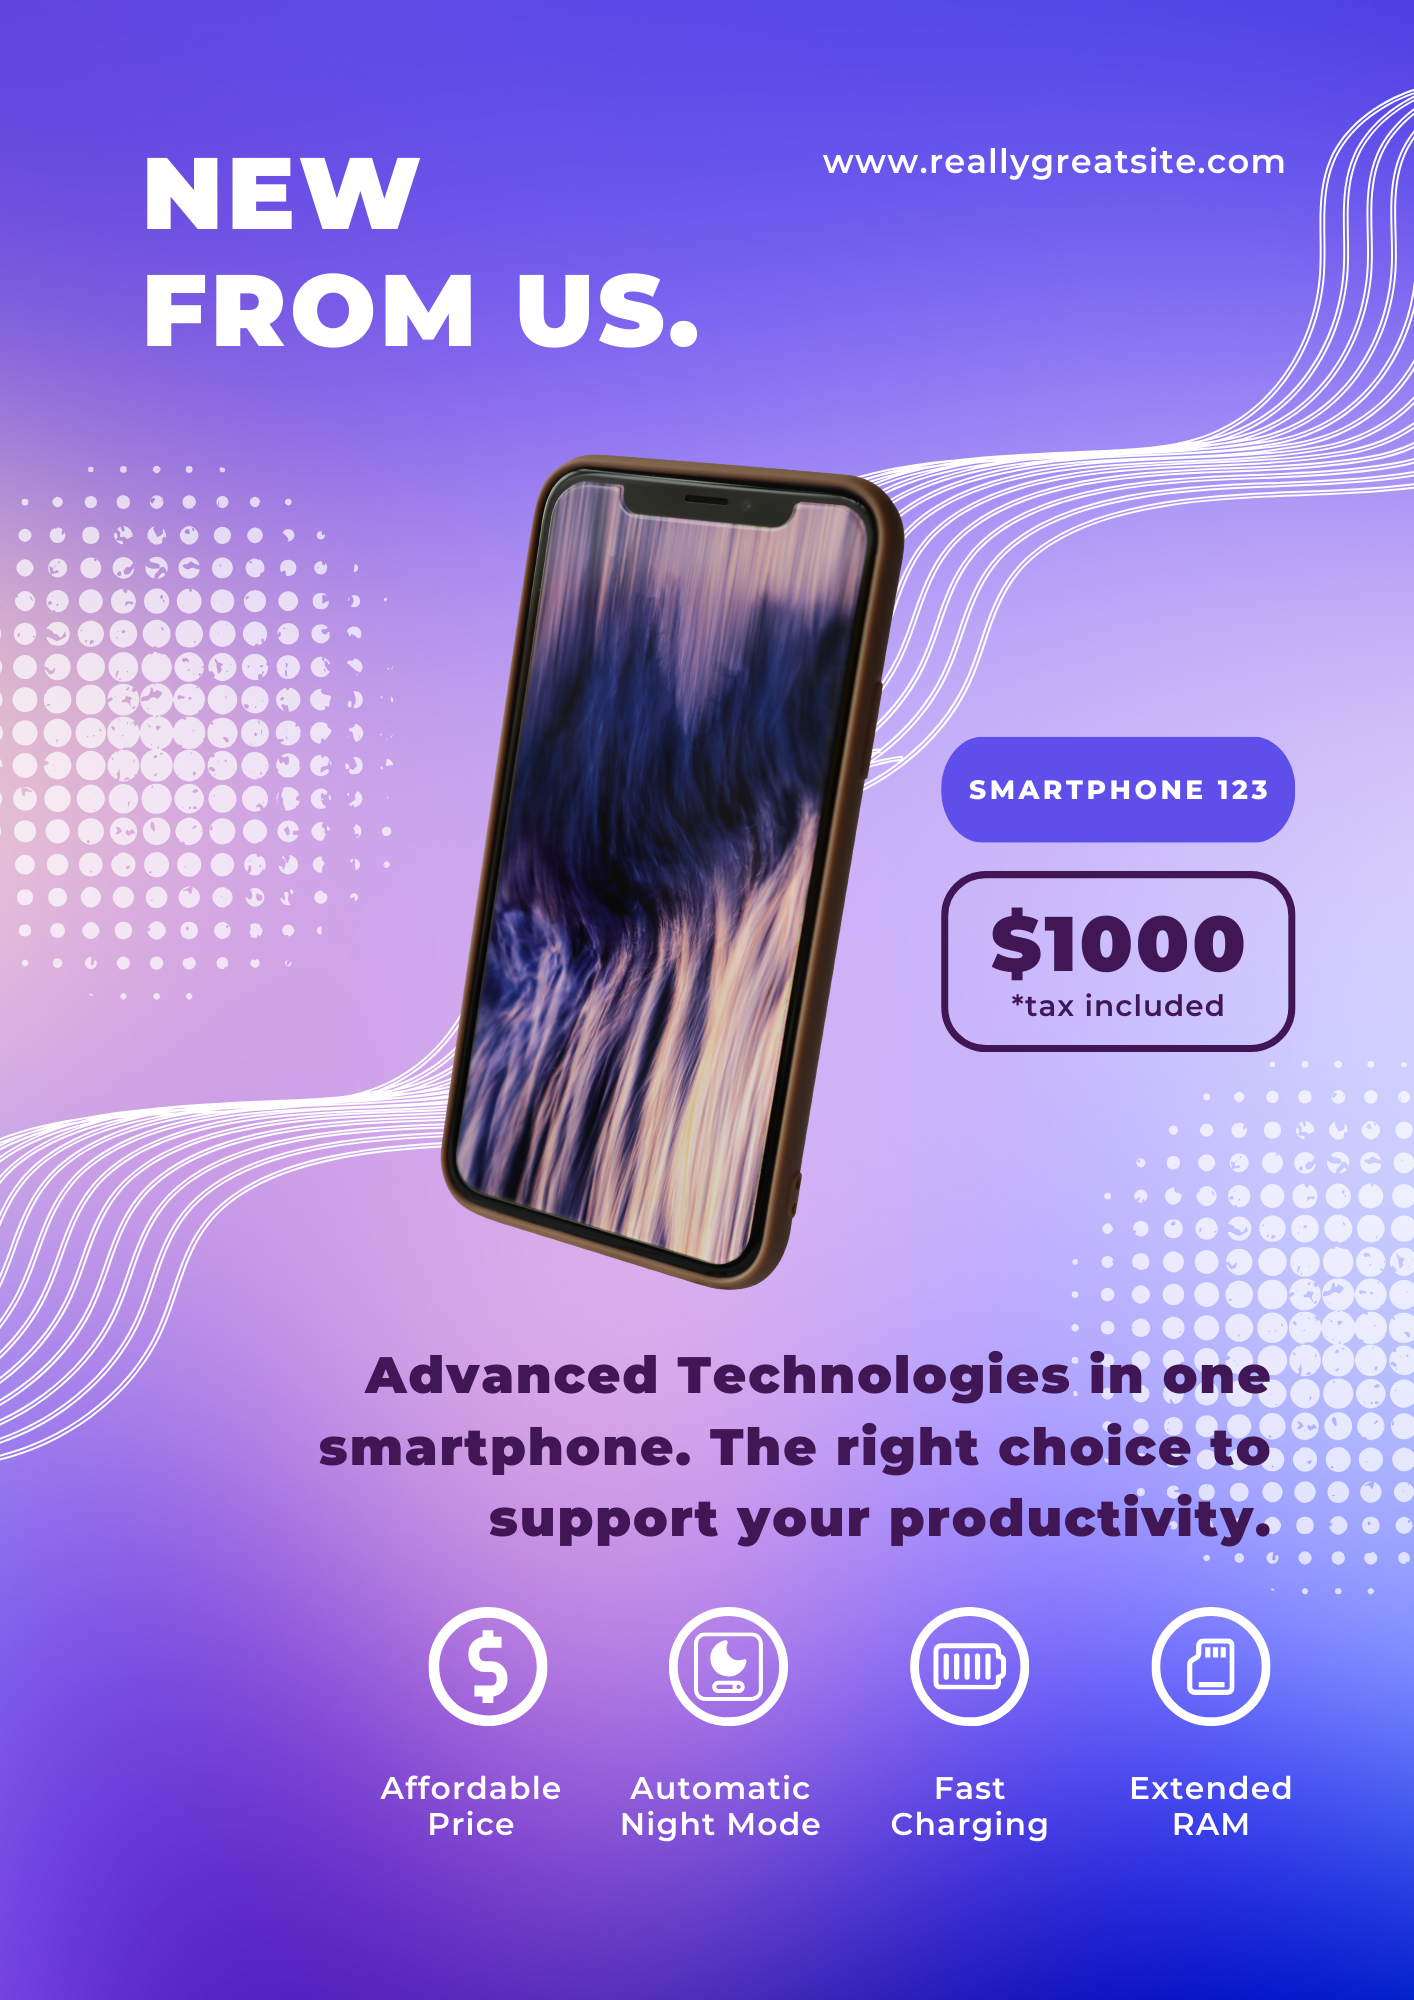 NEW
FROM US.
www.reallygreatsite.com
SMARTPHONE 123
$1000
*tax included
Advanced Technologies in one
smartphone. The right choice to
support your productivity.
Affordable
Price
Automatic
Night Mode
Fast
Charging
Extended
RAM